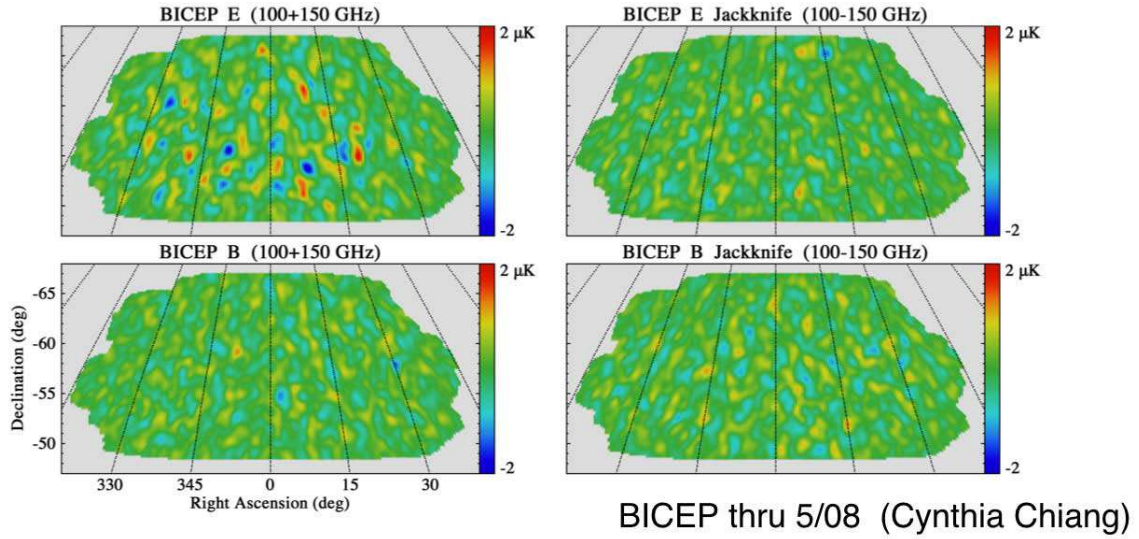 BICEP E (100+150 GHz)
2 μK
-2
BICEP E Jackknife (100-150 GHz)
2 μK
-2
BICEP B (100+150 GHz)
2 μK
-2
Declination (deg)
-65
-60
-55
-50
330 345 0 15 30
Right Ascension (deg)
BICEP B Jackknife (100-150 GHz)
2 μK
-2
BICEP thru 5/08 (Cynthia Chiang)